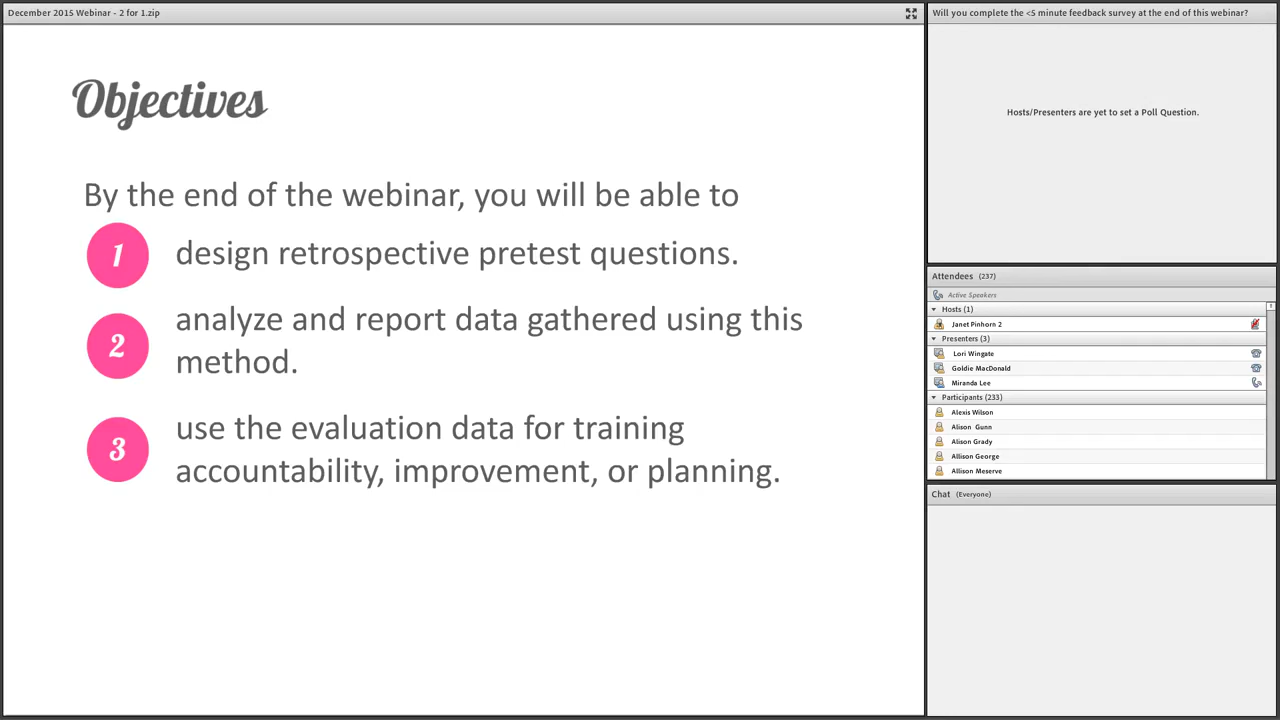 December 2015 Webinar - 2 for 1.zip
Objectives
By the end of the webinar, you will be able to
1
design retrospective pretest questions.
2
analyze and report data gathered using this
method.
3
use the evaluation data for training
accountability, improvement, or planning.
Will you complete the <5 minute feedback survey at the end of this webinar?
Hosts/Presenters are yet to set a Poll Question.
Attendees (237)
Active Speakers
Hosts (1)
Janet Pinhorn 2
Presenters (3)
Lori Wingate
Goldie MacDonald
Miranda Lee
Participants (233)
Alexis Wilson
Alison Gunn
Alison Grady
Allison George
Allison Meserve
Chat (Everyone)